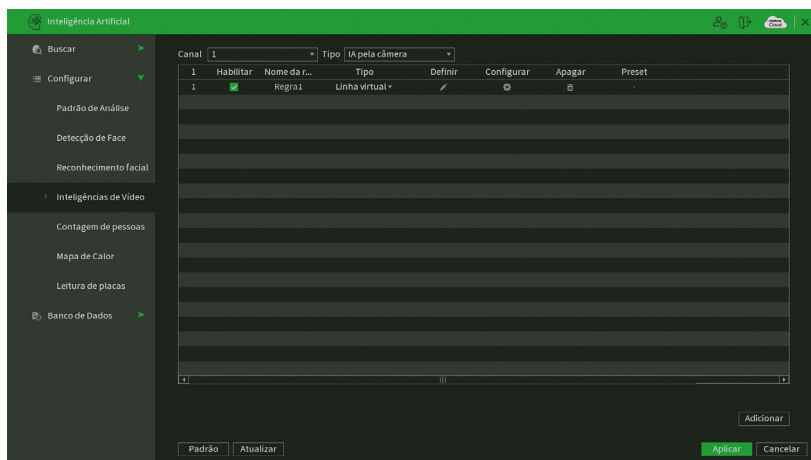 Inteligência Artificial
Buscar
Configurar
Padrão de Análise
Detecção de Face
Reconhecimento facial
Inteligências de Vídeo
Contagem de pessoas
Mapa de Calor
Leitura de placas
Banco de Dados
Canal 1 Tipo IA pela câmera
1 Habilitar Nome da r... Tipo Definir Configurar Apagar Preset
1 Regra1 Linha virtual -
Adicionar
Padrão Atualizar Aplicar Cancelar